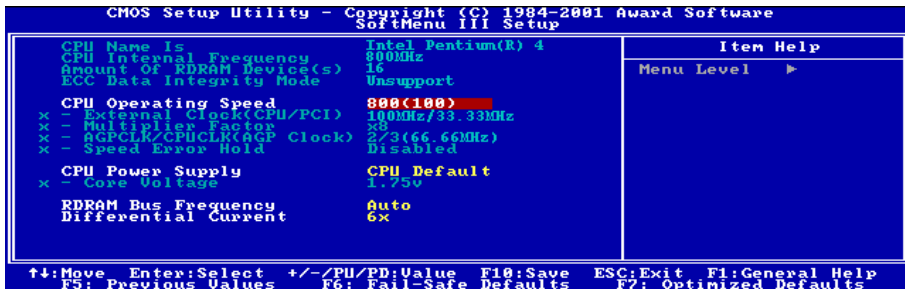 CMOS Setup Utility - Copyright (C) 1984-2001 Award Software
SoftMenu III Setup
CPU Name Is Intel Pentium(R) 4
CPU Internal Frequency 800MHz
Amount Of RDRAM Device(s) 16
ECC Data Integrity Mode Unsupport
CPU Operating Speed 800(100)
x - External Clock(CPU/PCI) 100MHz/33.33MHz
x - Multiplier Factor x8
x - AGPCLK/CPUCLK(AGP Clock) 2/3(66.66MHz)
x - Speed Error Hold Disabled
CPU Power Supply CPU Default
x - Core Voltage 1.75v
RDRAM Bus Frequency Auto
Differential Current 6x
Item Help
Menu Level ►
↑↓:Move Enter:Select +/-/PU/PD:Value F10:Save ESC:Exit F1:General Help
F5: Previous Values F6: Fail-Safe Defaults F7: Optimized Defaults